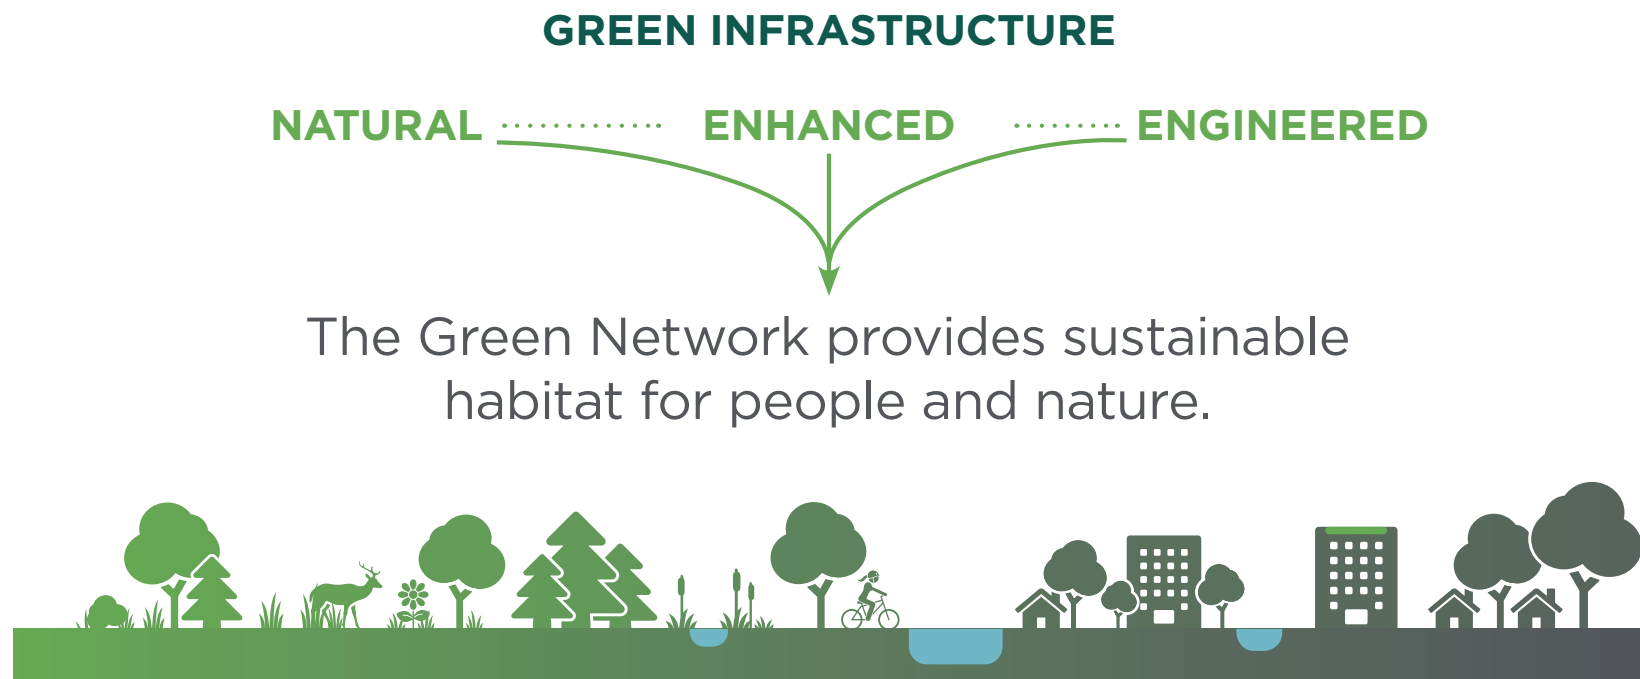 GREEN INFRASTRUCTURE
NATURAL ENHANCED ENGINEERED
The Green Network provides sustainable
habitat for people and nature.